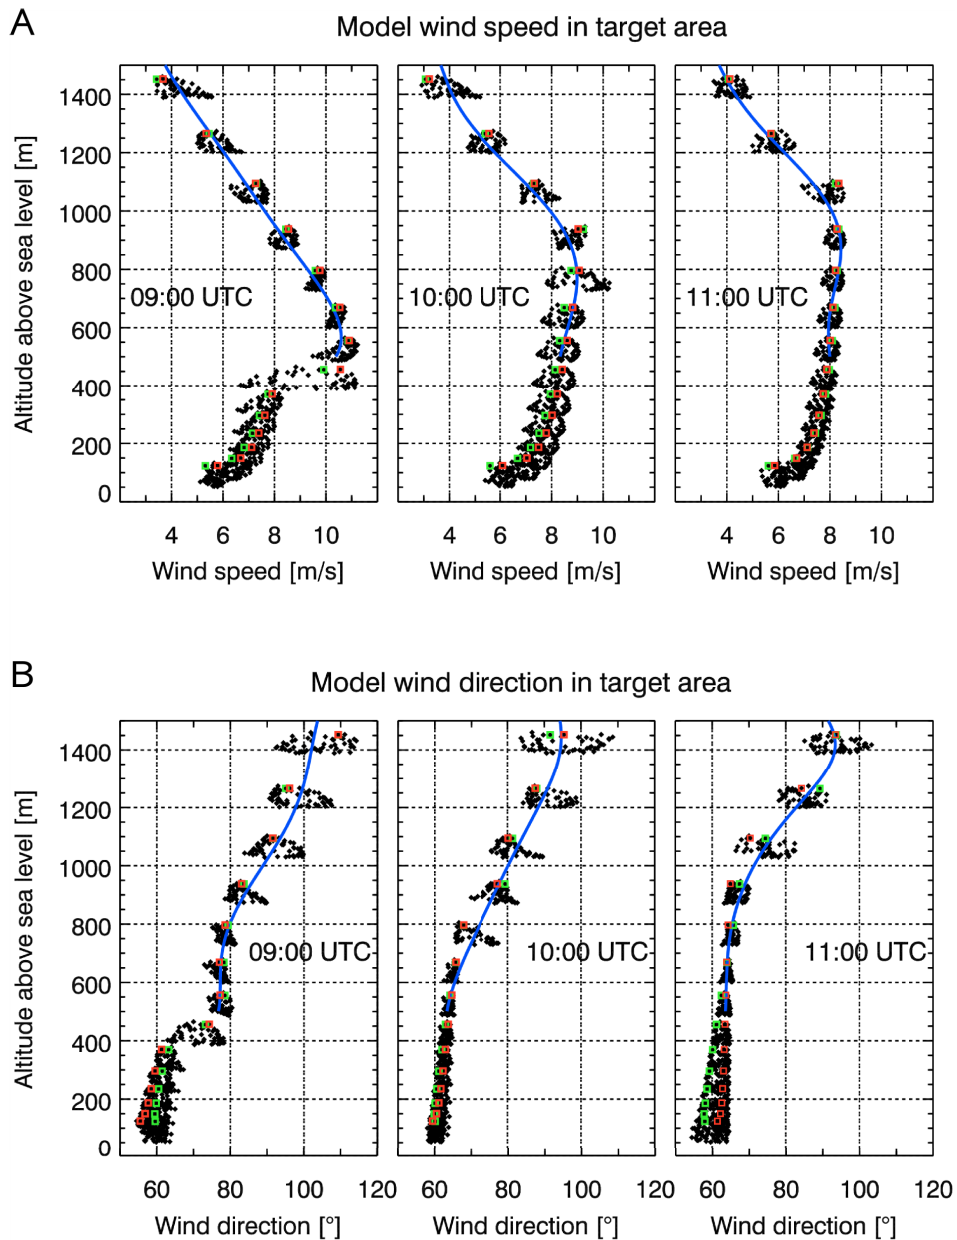 A
Model wind speed in target area
Altitude above sea level [m]
1400
1200
1000
800
600
400
200
0
09:00 UTC
10:00 UTC
11:00 UTC
4 6 8 10
4 6 8 10
4 6 8 10
Wind speed [m/s]
Wind speed [m/s]
Wind speed [m/s]
B
Model wind direction in target area
Altitude above sea level [m]
1400
1200
1000
800
600
400
200
0
09:00 UTC
10:00 UTC
11:00 UTC
60 80 100 120
60 80 100 120
60 80 100 120
Wind direction [°]
Wind direction [°]
Wind direction [°]